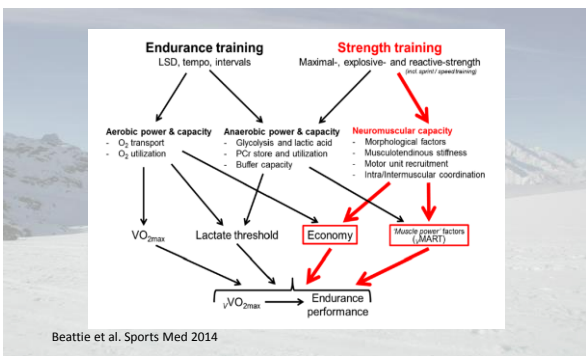 Endurance training
LSD, tempo, intervals
Strength training
Maximal-, explosive- and reactive-strength
(incl. sprint / speed training)
Aerobic power & capacity
- O2 transport
- O2 utilization
Anaerobic power & capacity
- Glycolysis and lactic acid
- PCr store and utilization
- Buffer capacity
Neuromuscular capacity
- Morphological factors
- Musculotendinous stiffness
- Motor unit recruitment
- Intra/Intermuscular coordination
VO2max
Lactate threshold
Economy
'Muscle power' factors
(vMART)
vVO2max
Endurance
performance
Beattie et al. Sports Med 2014